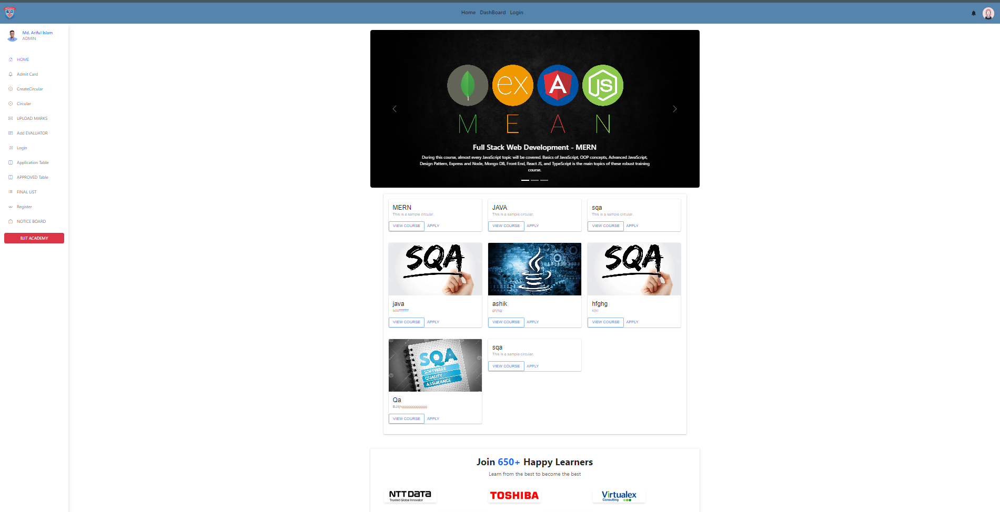 Home DashBoard Login
Md. Ariful Islam
ADMIN
HOME
Admit Card
CreateCircular
Circular
UPLOAD MARKS
Add EVALUATOR
Login
Application Table
APPROVED Table
FINAL LIST
Register
NOTICE BOARD
BJIT ACADEMY
ex
A
JS
M E A N
Full Stack Web Development - MERN
During this course, almost every JavaScript topic will be covered. Basics of JavaScript, OOP concepts, Advanced JavaScript,
Design Pattern, Express and Node, Mongo DB, Front End, React JS, and TypeScript is the main topics of these robust training
course.
MERN
This is a sample circular.
VIEW COURSE APPLY
JAVA
This is a sample circular.
VIEW COURSE APPLY
sqa
This is a sample circular.
VIEW COURSE APPLY
SQA
java
VIEW COURSE APPLY
ashik
ghjhgj
VIEW COURSE APPLY
SQA
hfghg
kljkl
VIEW COURSE APPLY
SQA
SOFTWARE
QUALITY
ASSURANCE
Qa
VIEW COURSE APPLY
sqa
This is a sample circular.
VIEW COURSE APPLY
Join 650+ Happy Learners
Learn from the best to become the best
NTT DATA
Trusted Global Innovator
TOSHIBA
Virtualex
Consulting